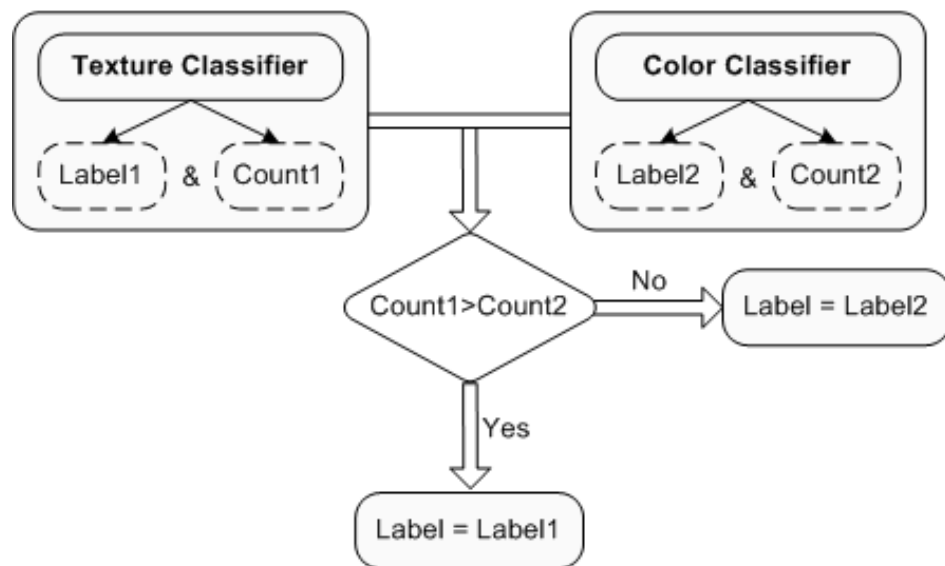 Texture Classifier
Label1 & Count1
Color Classifier
Label2 & Count2
Count1>Count2
No
Label = Label2
Yes
Label = Label1